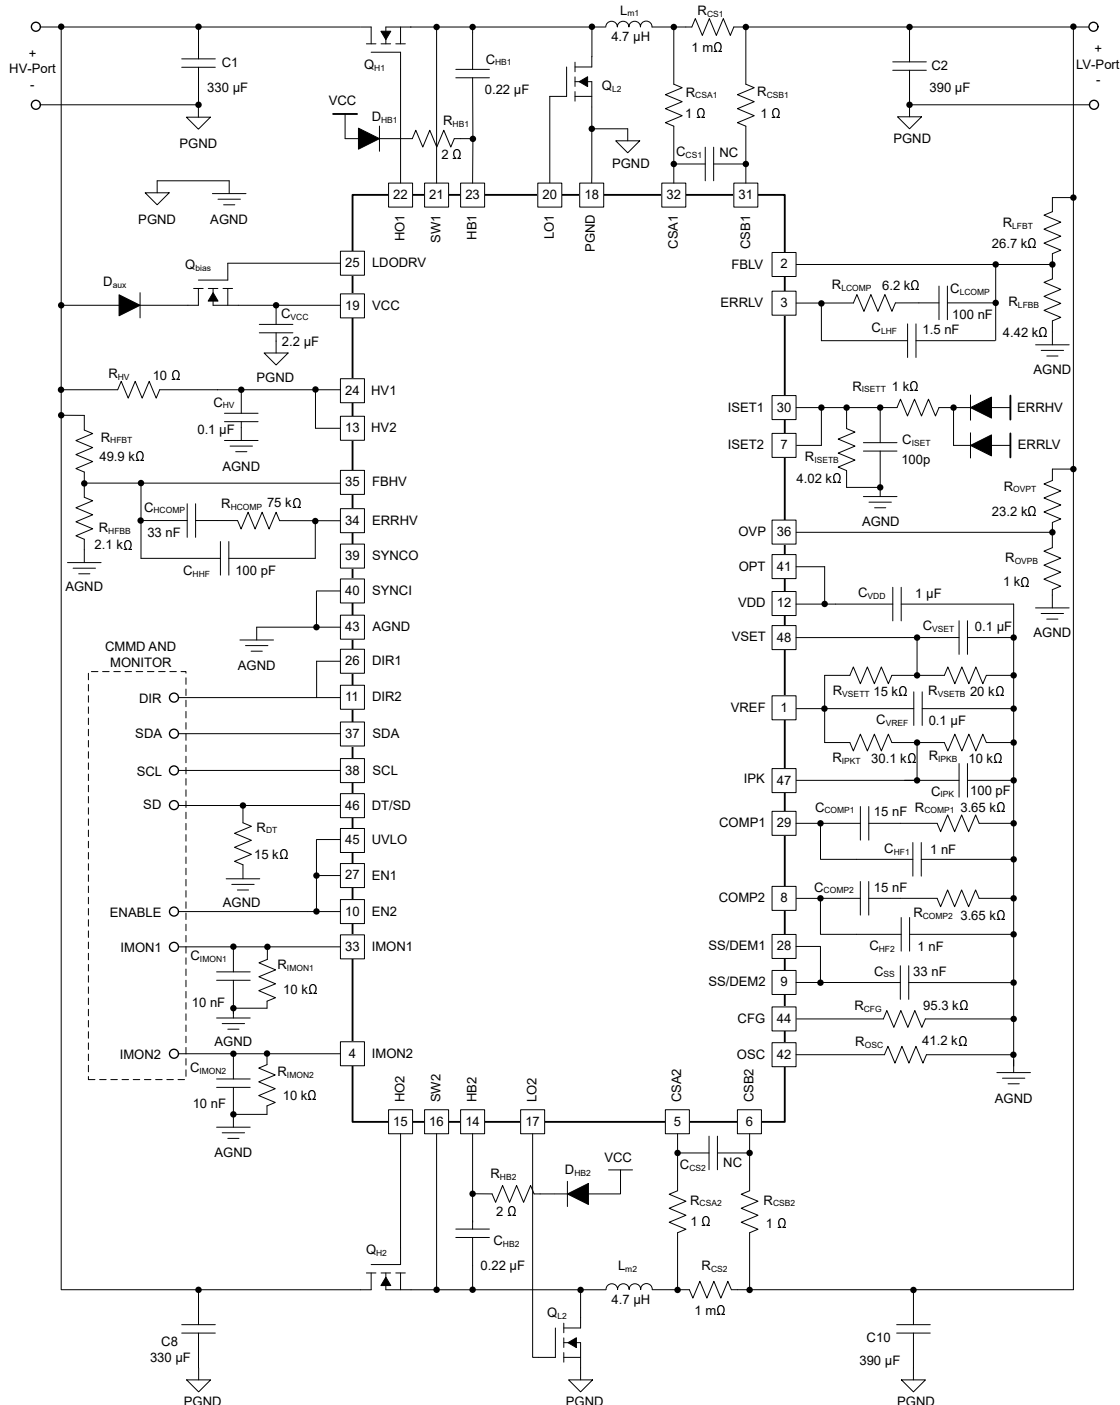 Lm1
4.7 µH
RCS1
1 mΩ
+
HV-Port
-
C1
330 µF
PGND
QH1
CHB1
0.22 µF
QL2
RCSA1
1 Ω
RCSB1
1 Ω
C2
390 µF
PGND
+
LV-Port
-
VCC
DHB1
RHB1
2 Ω
PGND
CCS1
NC
PGND
AGND
22
21
23
20
18
32
31
HO1
SW1
HB1
LO1
PGND
CSA1
CSB1
25
LDODRV
Qbias
Daux
19
VCC
CVCC
2.2 µF
PGND
FBLV
2
ERRLV
3
RLFBT
26.7 kΩ
RLCOMP
6.2 kΩ
CLCOMP
100 nF
CLHF
1.5 nF
RLFBB
4.42 kΩ
AGND
RHV
10 Ω
24
HV1
CHV
0.1 µF
AGND
13
HV2
ISET1
30
ISET2
7
RISETT
1 kΩ
ERRHV
ERRLV
RISETB
4.02 kΩ
CISET
100p
AGND
RHFBT
49.9 kΩ
35
FBHV
CHCOMP
33 nF
RHCOMP
75 kΩ
34
ERRHV
RHFBB
2.1 kΩ
AGND
CHHF
100 pF
39
SYNCO
40
SYNCI
43
AGND
AGND
ROVPT
23.2 kΩ
OVP
36
ROVPB
1 kΩ
AGND
OPT
41
VDD
12
CVDD
1 µF
VSET
48
CVSET
0.1 µF
RVSETT
15 kΩ
RVSETB
20 kΩ
VREF
1
CVREF
0.1 µF
RIPKT
30.1 kΩ
RIPKB
10 kΩ
IPK
47
CIPK
100 pF
CMMD AND
MONITOR
26
DIR1
DIR
11
DIR2
SDA
37
SDA
SCL
38
SCL
SD
46
DT/SD
RDT
15 kΩ
AGND
45
UVLO
27
EN1
ENABLE
10
EN2
IMON1
33
IMON1
CIMON1
10 nF
RIMON1
10 kΩ
AGND
IMON2
4
IMON2
CIMON2
10 nF
RIMON2
10 kΩ
AGND
COMP1
29
CCOMP1
15 nF
RCOMP1
3.65 kΩ
CHF1
1 nF
COMP2
8
CCOMP2
15 nF
RCOMP2
3.65 kΩ
CHF2
1 nF
SS/DEM1
28
SS/DEM2
9
CSS
33 nF
CFG
44
RCFG
95.3 kΩ
OSC
42
ROSC
41.2 kΩ
AGND
HO2
SW2
HB2
LO2
CSA2
CSB2
15
16
14
17
5
6
RHB2
2 Ω
DHB2
VCC
CCS2
NC
RCSA2
1 Ω
RCSB2
1 Ω
QH2
CHB2
0.22 µF
Lm2
4.7 µH
RCS2
1 mΩ
C8
330 µF
PGND
QL2
PGND
C10
390 µF
PGND